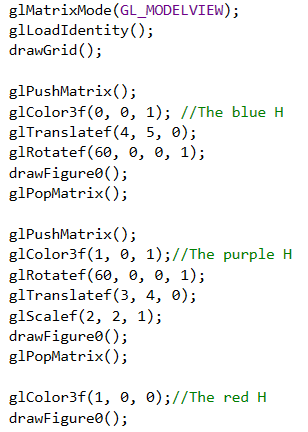 glMatrixMode(GL_MODELVIEW);
glLoadIdentity();
drawGrid();
glPushMatrix();
glColor3f(0, 0, 1); //The blue H
glTranslatef(4, 5, 0);
glRotatef(60, 0, 0, 1);
drawFigure0();
glPopMatrix();
glPushMatrix();
glColor3f(1, 0, 1);//The purple H
glRotatef(60, 0, 0, 1);
glTranslatef(3, 4, 0);
glScalef(2, 2, 1);
drawFigure0();
glPopMatrix();
glColor3f(1, 0, 0);//The red H
drawFigure0();